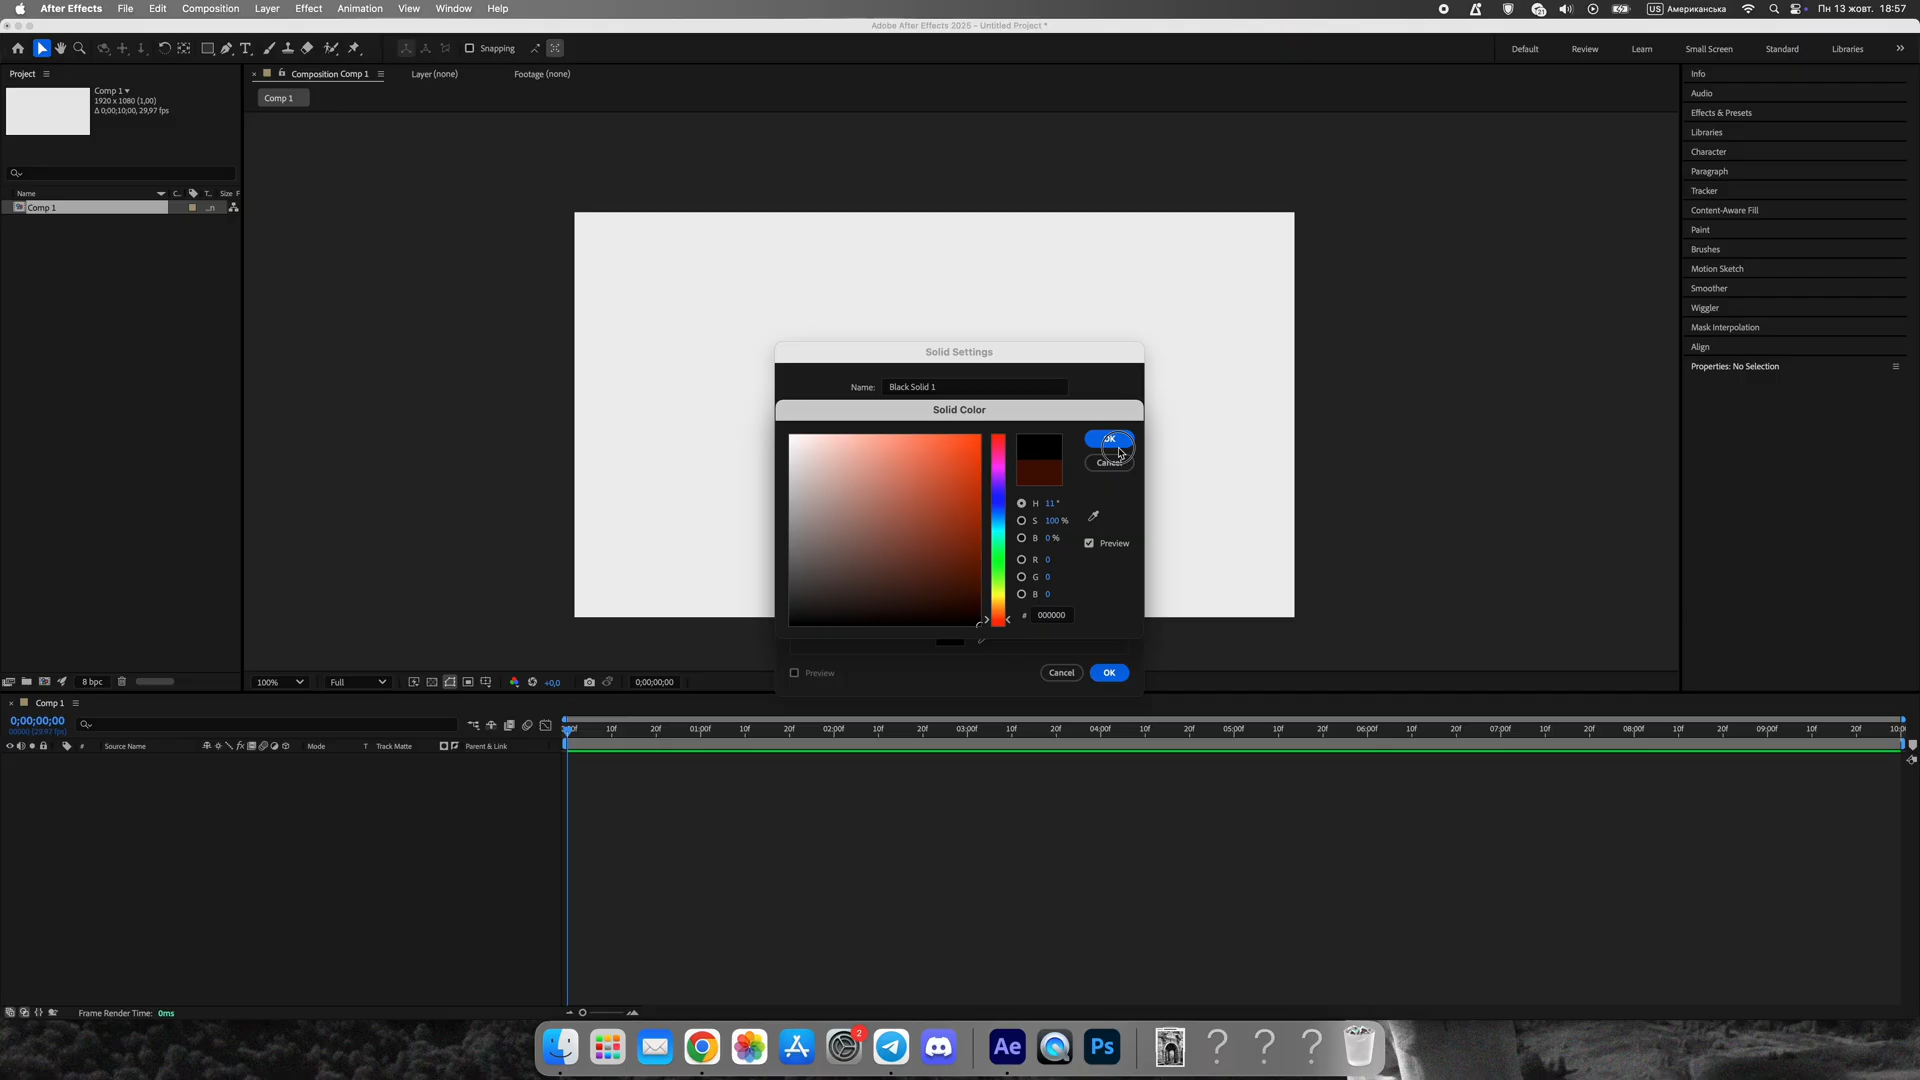 After Effects File Edit Composition Layer Effect Animation View Window Help
US Американська Пн 13 жовт. 18:57
Adobe After Effects 2025 - Untitled Project *
Snapping
Default Review Learn Small Screen Standard Libraries
Project
Comp 1
1920 x 1080 (1,00)
Δ 0;00;10;00, 29,97 fps
Name C... T.. Size F
Comp 1 ...n
Composition Comp 1 Layer (none) Footage (none)
Comp 1
Info
Audio
Effects & Presets
Libraries
Character
Paragraph
Tracker
Content-Aware Fill
Paint
Brushes
Motion Sketch
Smoother
Wiggler
Mask Interpolation
Align
Properties: No Selection
Solid Settings
Name: Black Solid 1
Solid Color
OK
Cancel
H 11 °
S 100 %
B 0 %
Preview
R 0
G 0
B 0
# 000000
Preview Cancel OK
8 bpc
100% Full +0,0 0;00;00;00
Comp 1
0;00;00;00
00000 (29.97 fps)
# Source Name fx Mode T Track Matte Parent & Link
10f 20f 01:00f 10f 20f 02:00f 10f 20f 03:00f 10f 20f 04:00f 10f 20f 05:00f 10f 20f 06:00f 10f 20f 07:00f 10f 20f 08:00f 10f 20f 09:00f 10f 20f
Frame Render Time: 0ms
2
Ae Ps
? ? ?